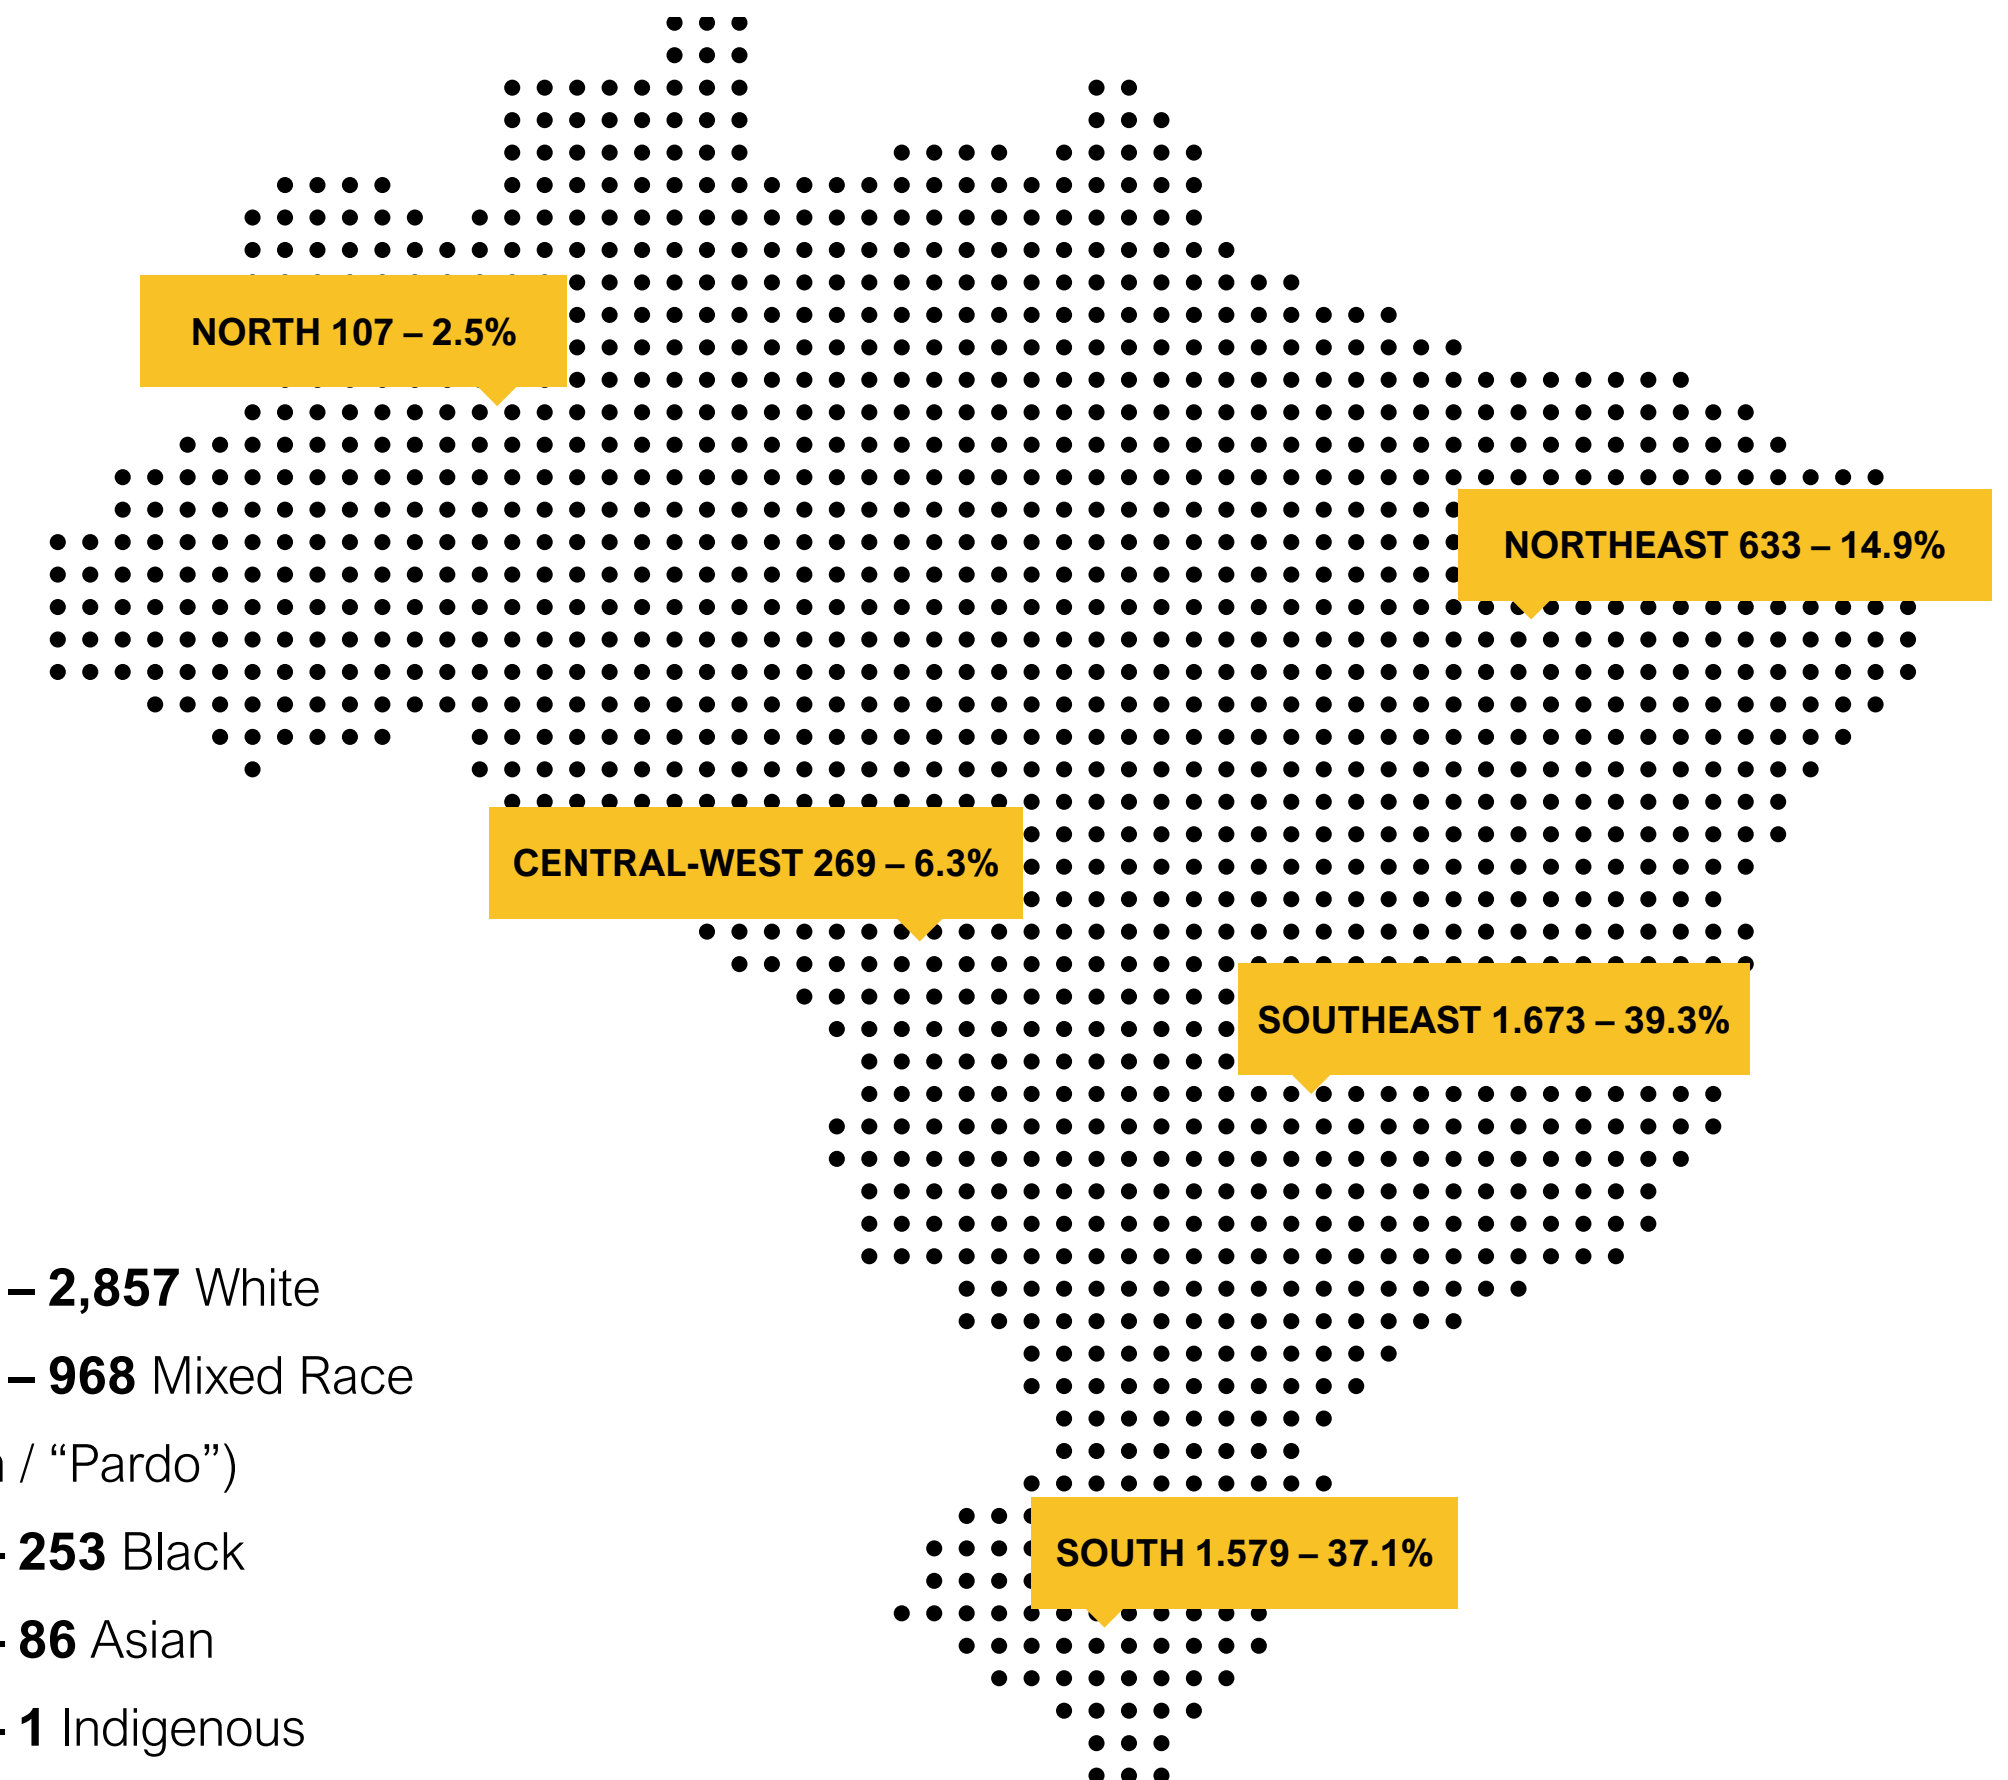 NORTH 107 – 2.5%
NORTHEAST 633 – 14.9%
CENTRAL-WEST 269 – 6.3%
SOUTHEAST 1.673 – 39.3%
SOUTH 1.579 – 37.1%
– 2,857 White
– 968 Mixed Race
/ “Pardo”)
- 253 Black
- 86 Asian
- 1 Indigenous